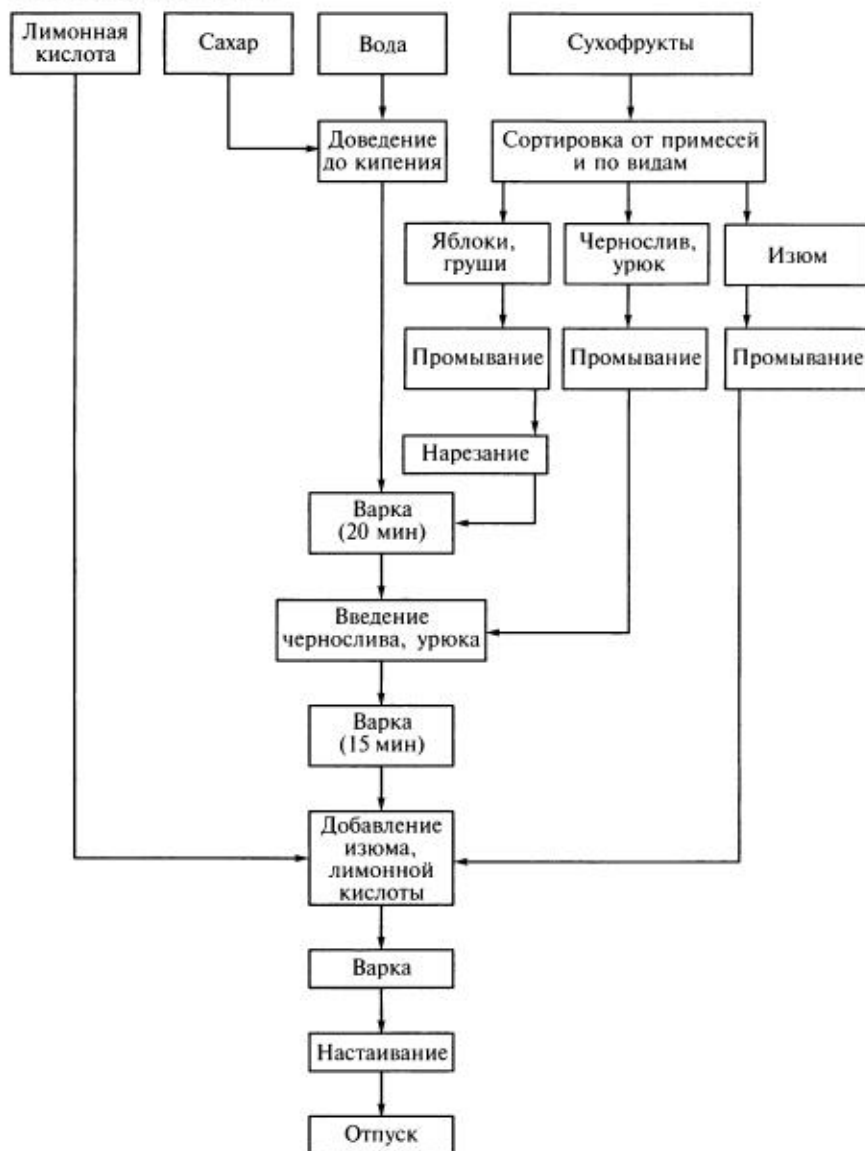 Лимонная
кислота
Сахар
Вода
Сухофрукты
Доведение
до кипения
Сортировка от примесей
и по видам
Яблоки,
груши
Чернослив,
урюк
Изюм
Промывание
Промывание
Промывание
Нарезание
Варка
(20 мин)
Введение
чернослива, урюка
Варка
(15 мин)
Добавление
изюма,
лимонной
кислоты
Варка
Настаивание
Отпуск